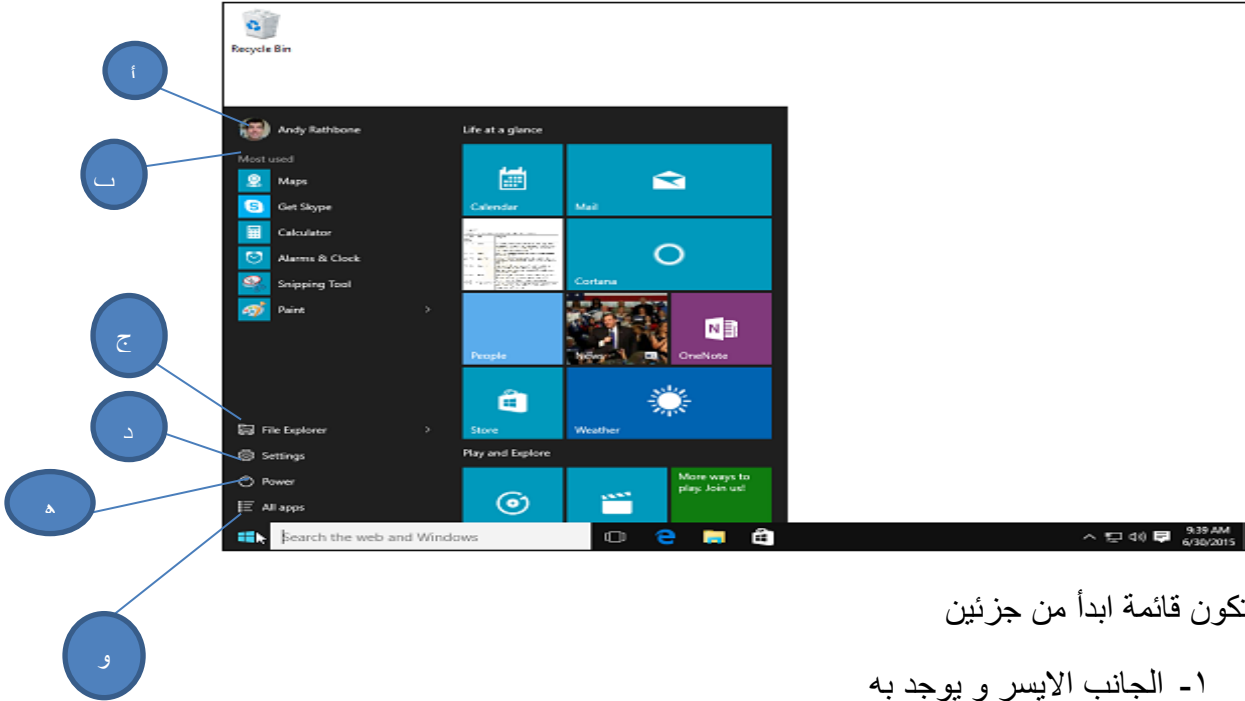 Recycle Bin
أ
Andy Rathbone
Life at a glance
ب
Most used
Maps
Get Skype
Calculator
Alarms & Clock
Snipping Tool
Paint
Calendar
Mail
Cortana
ج
People
News
OneNote
د
File Explorer
Store
Weather
Settings
Play and Explore
ه
Power
More ways to
play. Join us!
All apps
Search the web and Windows
9:39 AM
6/30/2015
و
تكون قائمة ابدأ من جزئين
١- الجانب الايسر و يوجد به